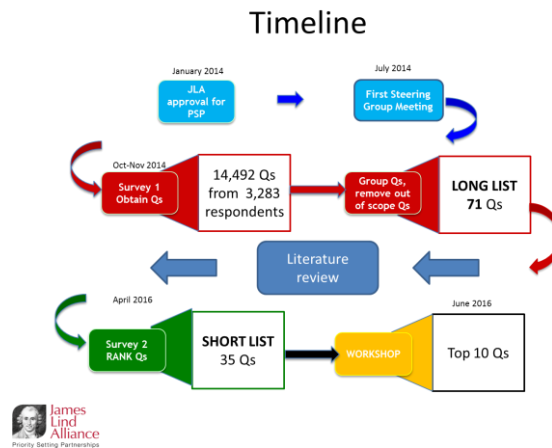 Timeline
January 2014
July 2014
JLA
approval for
PSP
First Steering
Group Meeting
Oct-Nov 2014
Survey 1
Obtain Qs
14,492 Qs
from 3,283
respondents
Group Qs,
remove out
of scope Qs
LONG LIST
71 Qs
Literature
review
April 2016
June 2016
Survey 2
RANK Qs
SHORT LIST
35 Qs
WORKSHOP
Top 10 Qs
James
Lind
Alliance
Priority Setting Partnerships